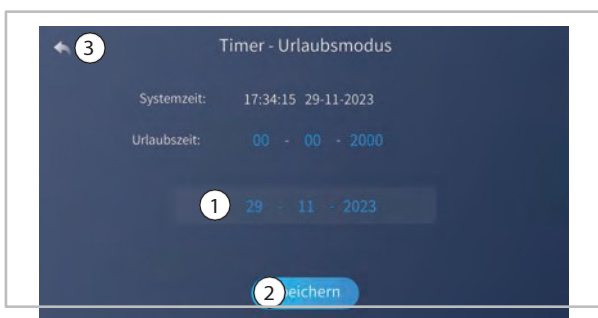 3 Timer - Urlaubsmodus
Systemzeit: 17:34:15 29-11-2023
Urlaubszeit: 00 - 00 - 2000
1 29 - 11 - 2023
2 eichern